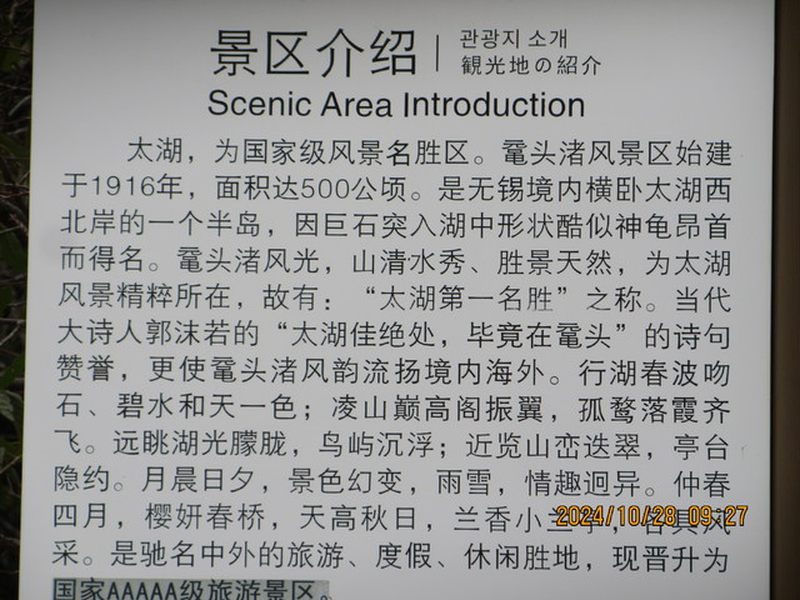 景区介绍
관광지 소개
観光地の紹介
Scenic Area Introduction
太湖，为国家级风景名胜区。鼋头渚风景区始建
于1916年，面积达500公顷。是无锡境内横卧太湖西
北岸的一个半岛，因巨石突入湖中形状酷似神龟昂首
而得名。鼋头渚风光，山清水秀、胜景天然，为太湖
风景精粹所在，故有：“太湖第一名胜”之称。当代
大诗人郭沫若的“太湖佳绝处，毕竟在鼋头”的诗句
赞誉，更使鼋头渚风韵流扬境内海外。行湖春波吻
石、碧水和天一色；凌山巅高阁振翼，孤鹜落霞齐
飞。远眺湖光朦胧，鸟屿沉浮；近览山峦迭翠，亭台
隐约。月晨日夕，景色幻变，雨雪，情趣迥异。仲春
四月，樱妍春桥，天高秋日，兰香小兰亭，各具风
采。是驰名中外的旅游、度假、休闲胜地，现晋升为
国家AAAAA级旅游景区。
2024/10/28 09:27